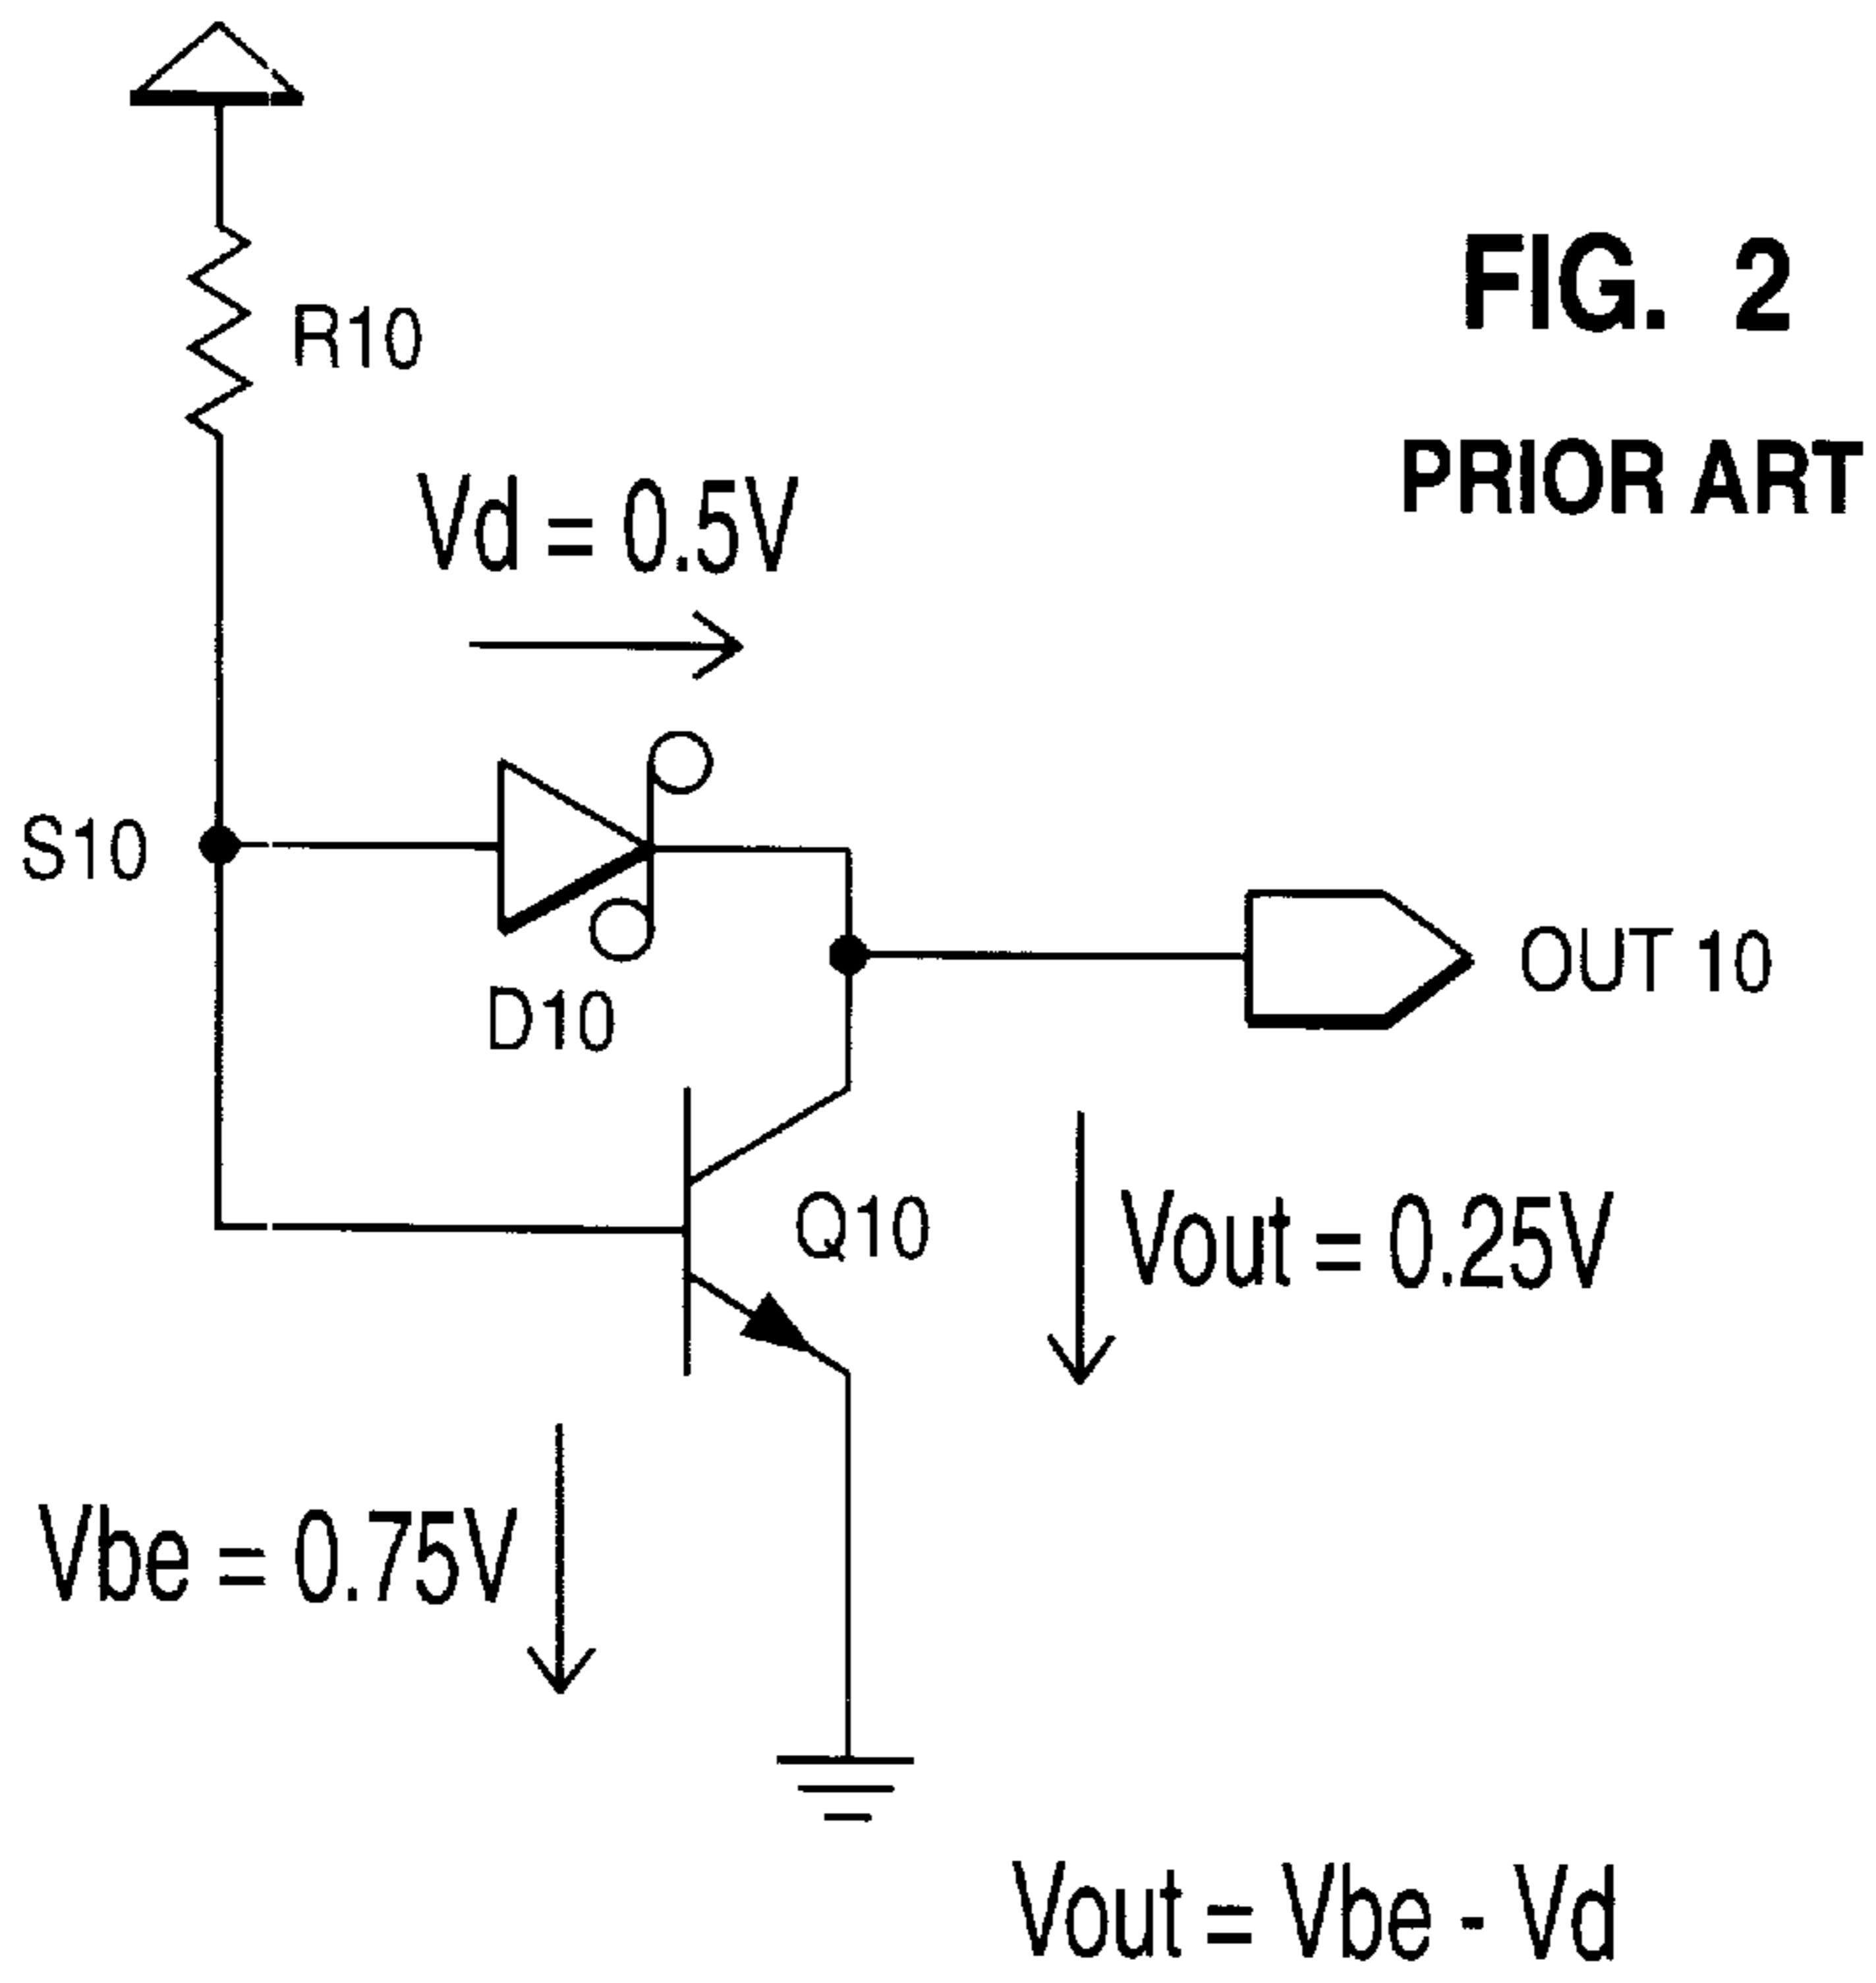 FIG. 2
PRIOR ART
R10
Vd = 0.5V
S10
D10
OUT 10
Q10
Vout = 0.25V
Vbe = 0.75V
Vout = Vbe - Vd